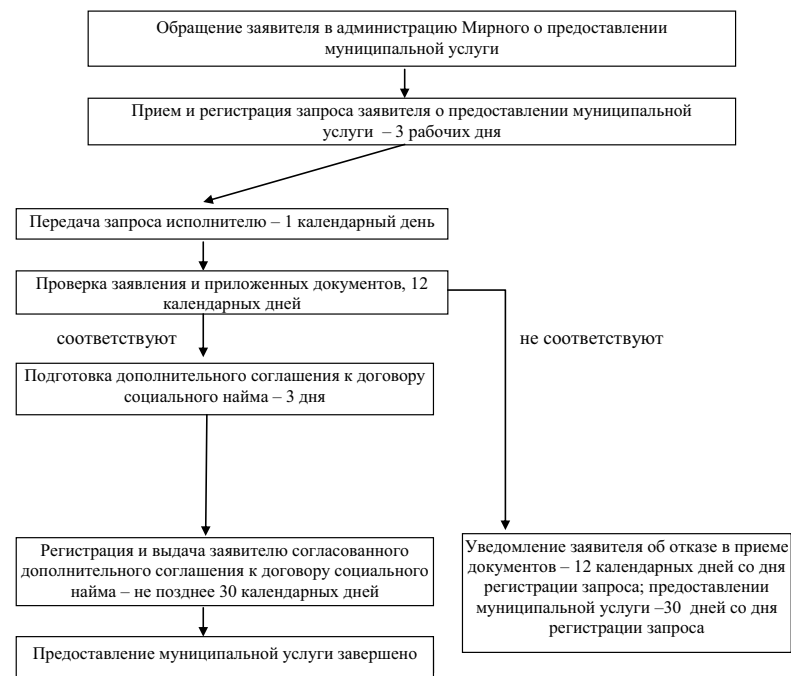 Обращение заявителя в администрацию Мирного о предоставлении
муниципальной услуги
Прием и регистрация запроса заявителя о предоставлении муниципальной
услуги – 3 рабочих дня
Передача запроса исполнителю – 1 календарный день
Проверка заявления и приложенных документов, 12
календарных дней
соответствуют
не соответствуют
Подготовка дополнительного соглашения к договору
социального найма – 3 дня
Регистрация и выдача заявителю согласованного
дополнительного соглашения к договору социального
найма – не позднее 30 календарных дней
Уведомление заявителя об отказе в приеме
документов – 12 календарных дней со дня
регистрации запроса; предоставлении
муниципальной услуги –30 дней со дня
регистрации запроса
Предоставление муниципальной услуги завершено